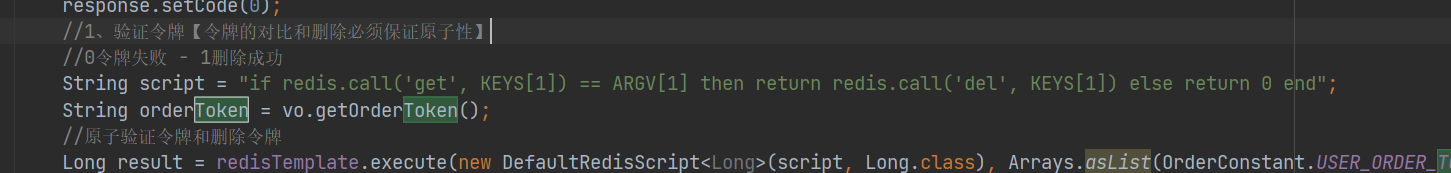 response.setCode(0);
//1、验证令牌【令牌的对比和删除必须保证原子性】
//0令牌失败 - 1删除成功
String script = "if redis.call('get', KEYS[1]) == ARGV[1] then return redis.call('del', KEYS[1]) else return 0 end";
String orderToken = vo.getOrderToken();
//原子验证令牌和删除令牌
Long result = redisTemplate.execute(new DefaultRedisScript<Long>(script, Long.class), Arrays.asList(OrderConstant.USER_ORDER_T